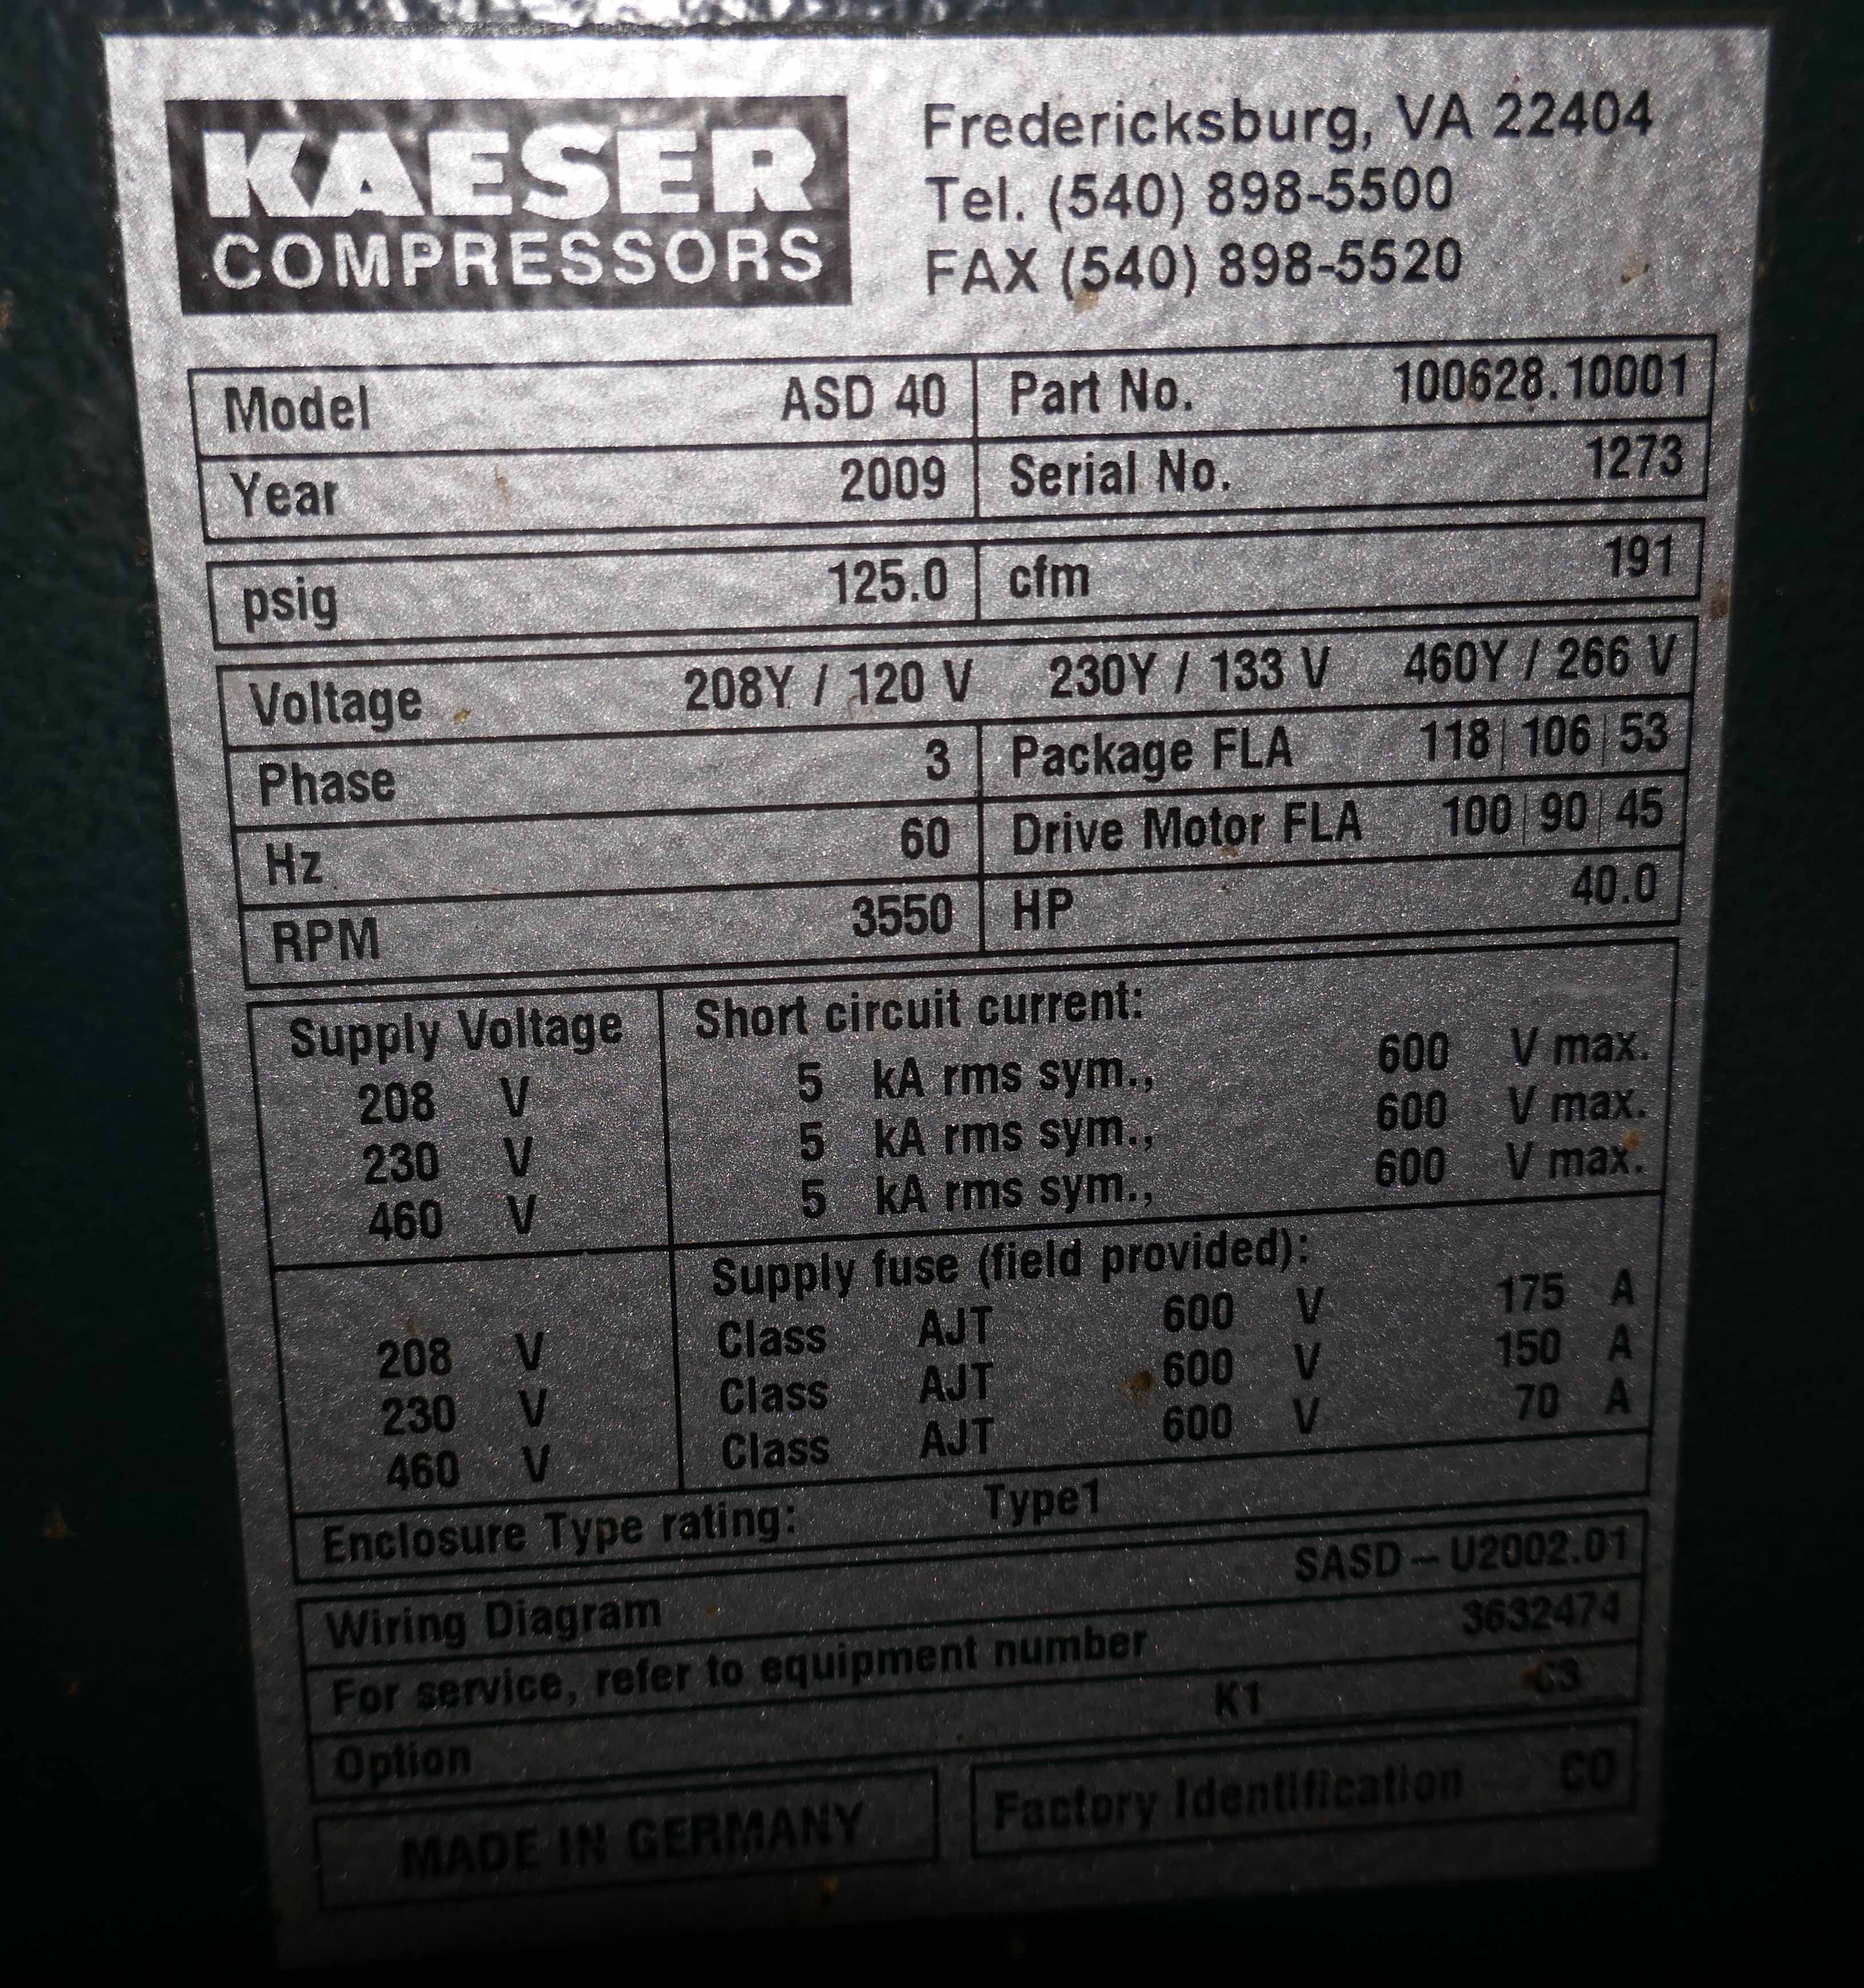 KAESER
COMPRESSORS
Fredericksburg, VA 22404
Tel. (540) 898-5500
FAX (540) 898-5520
Model ASD 40 Part No. 100628.10001
Year 2009 Serial No. 1273
psig 125.0 cfm 191
Voltage 208Y / 120 V 230Y / 133 V 460Y / 266 V
Phase 3 Package FLA 118 | 106 | 53
Hz 60 Drive Motor FLA 100 | 90 | 45
RPM 3550 HP 40.0
Supply Voltage Short circuit current:
208 V 5 kA rms sym., 600 V max.
230 V 5 kA rms sym., 600 V max.
460 V 5 kA rms sym., 600 V max.
Supply fuse (field provided):
208 V Class AJT 600 V 175 A
230 V Class AJT 600 V 150 A
460 V Class AJT 600 V 70 A
Enclosure Type rating: Type1
Wiring Diagram SASD – U2002.01
For service, refer to equipment number 3632474
Option K1 C3
MADE IN GERMANY Factory Identification CO